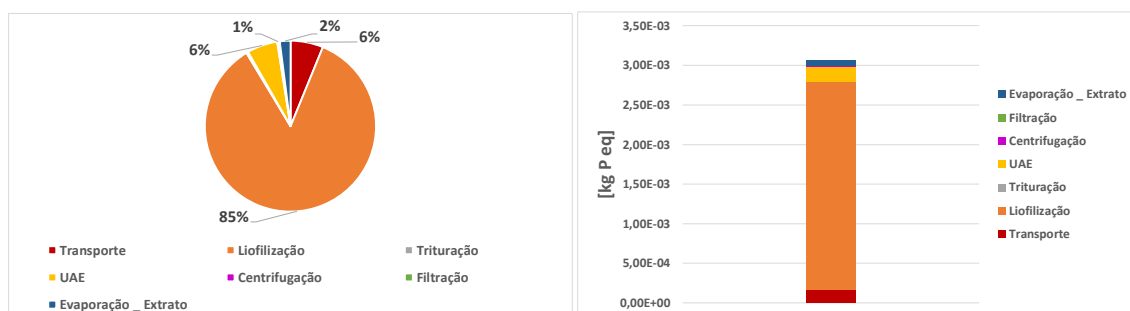 1%
2%
6%
6%
85%
Transporte
Liofilização
Trituração
UAE
Centrifugação
Filtração
Evaporação _ Extrato
[kg P eq]
3,50E-03
3,00E-03
2,50E-03
2,00E-03
1,50E-03
1,00E-03
5,00E-04
0,00E+00
Evaporação _ Extrato
Filtração
Centrifugação
UAE
Trituração
Liofilização
Transporte